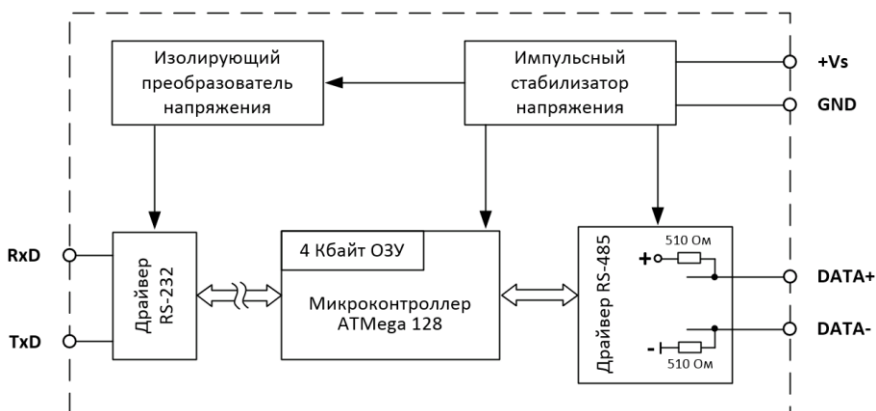 Изолирующий
преобразователь
напряжения
Импульсный
стабилизатор
напряжения
+Vs
GND
RxD
TxD
Драйвер
RS-232
4 Кбайт ОЗУ
Микроконтроллер
ATMega 128
Драйвер RS-485
510 Ом
+
-
510 Ом
DATA+
DATA-